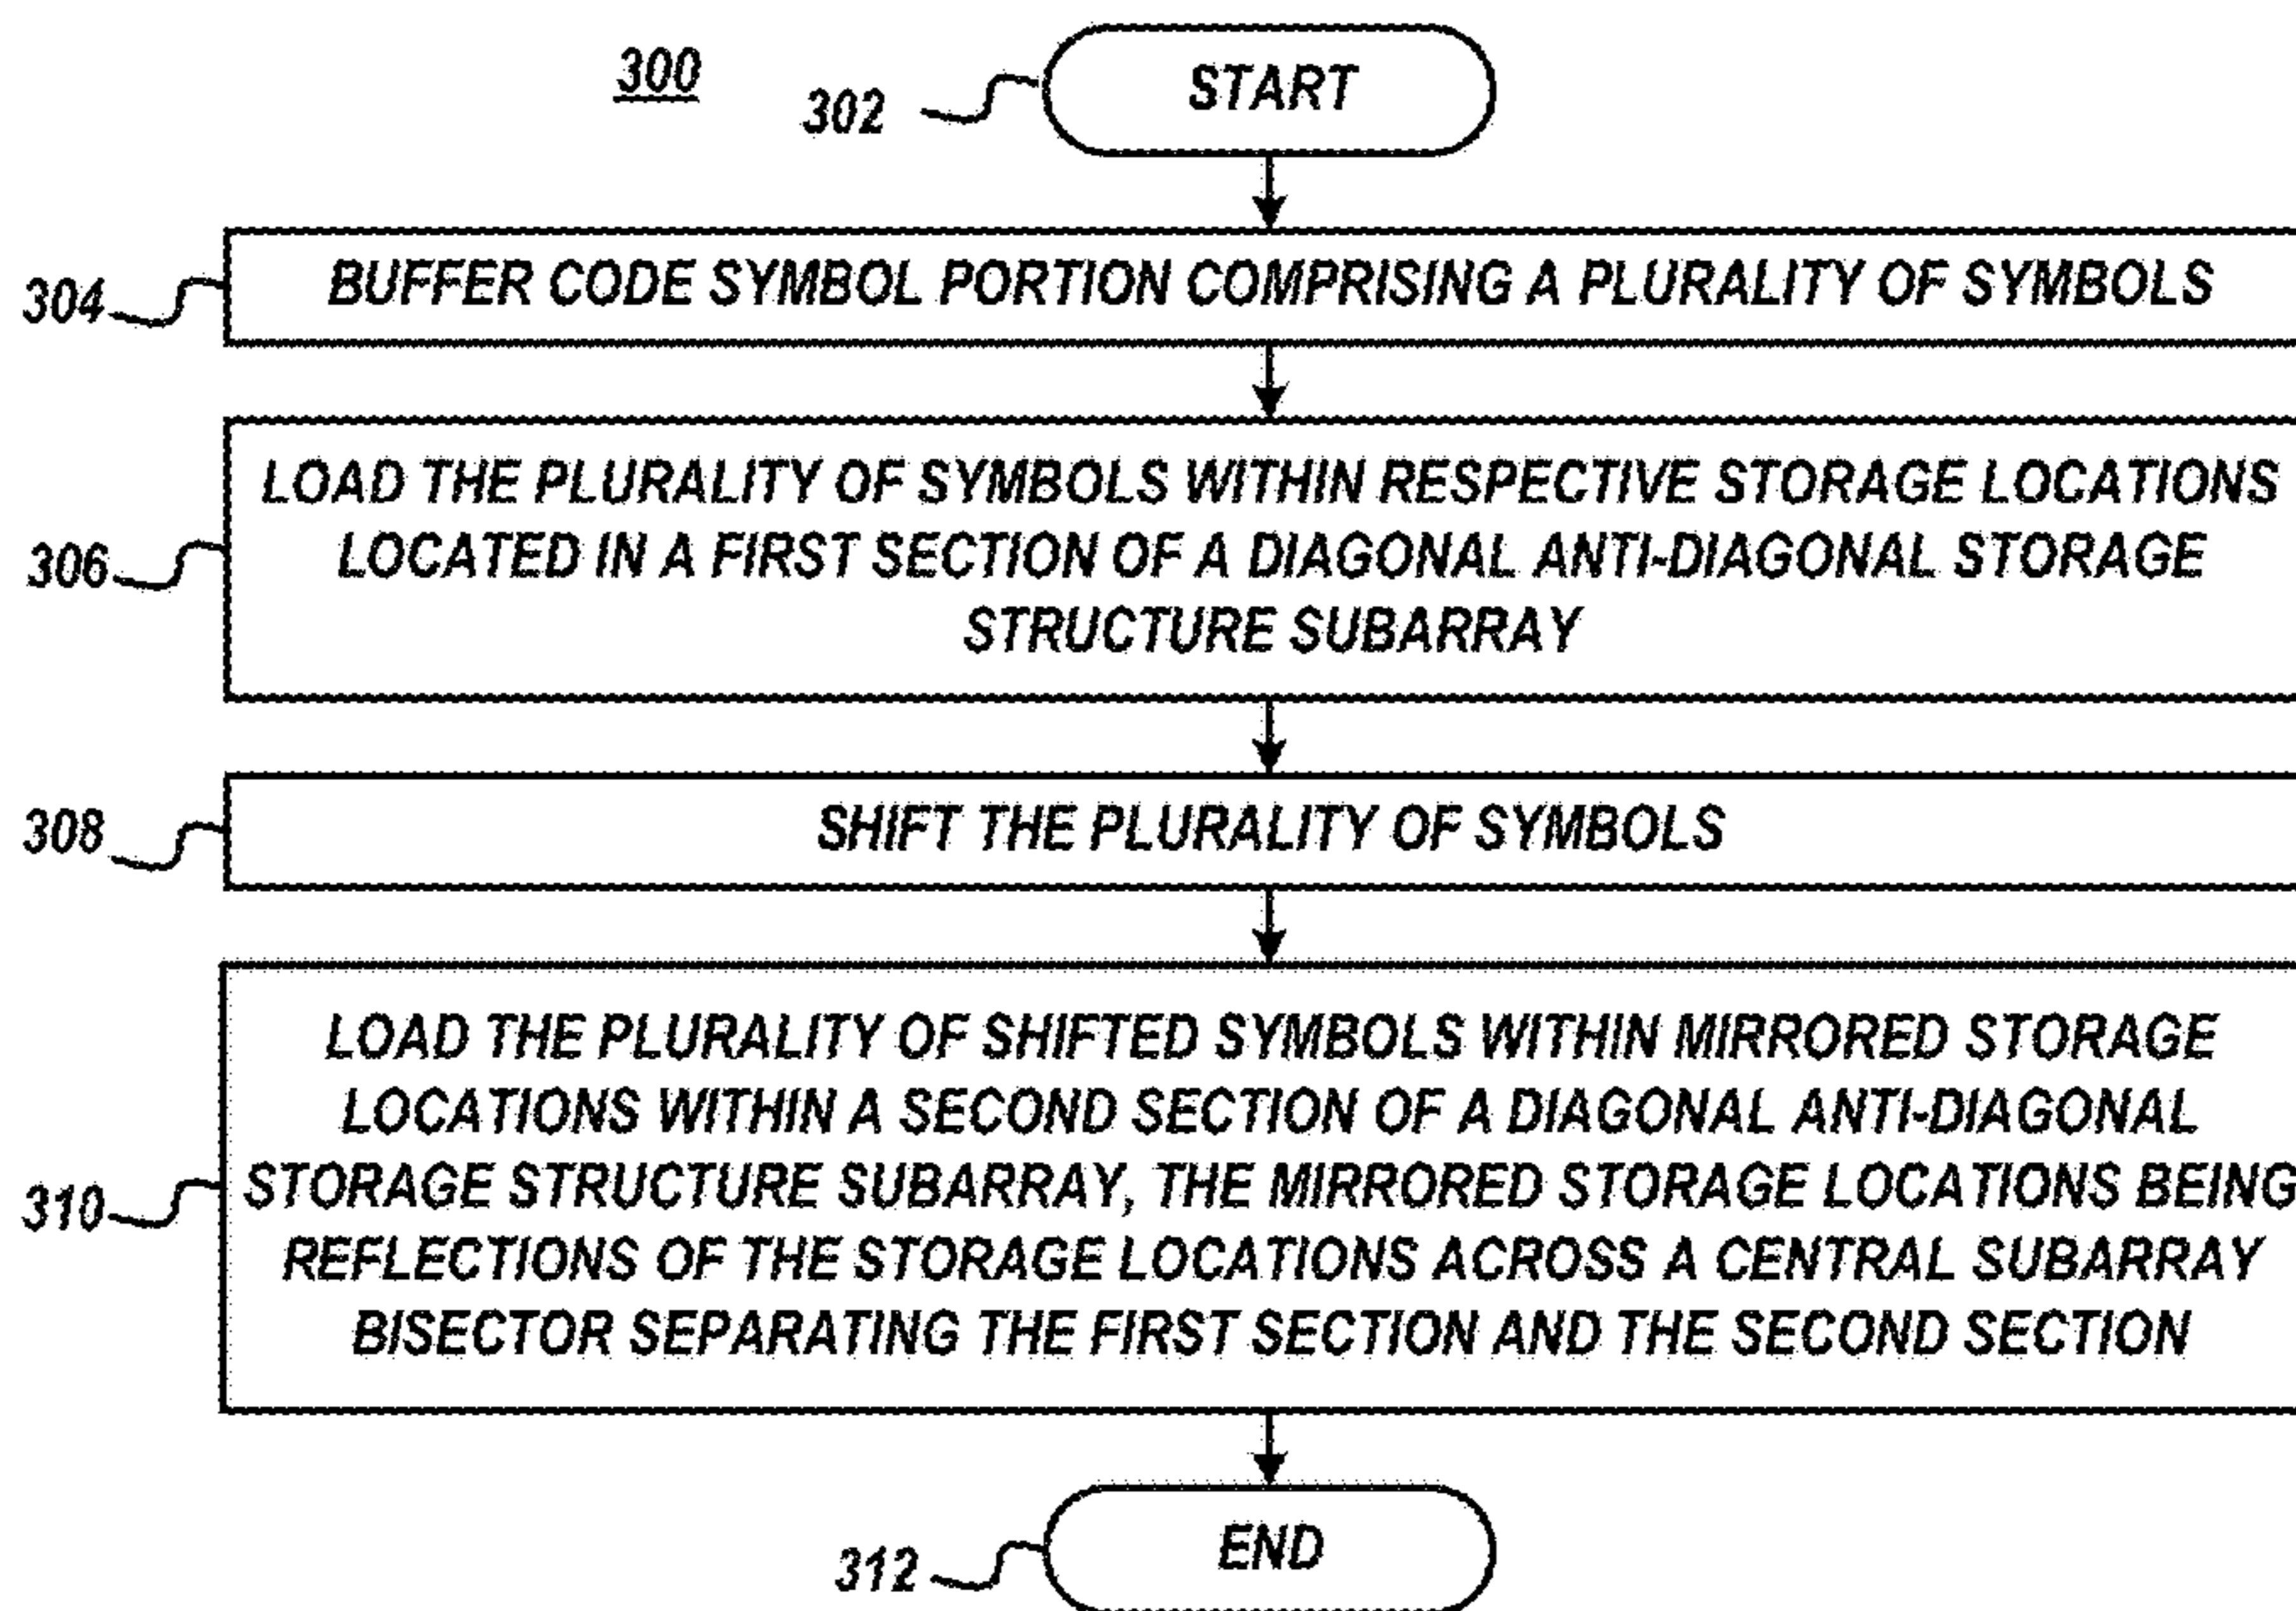 300
302
START
304
BUFFER CODE SYMBOL PORTION COMPRISING A PLURALITY OF SYMBOLS
306
LOAD THE PLURALITY OF SYMBOLS WITHIN RESPECTIVE STORAGE LOCATIONS
LOCATED IN A FIRST SECTION OF A DIAGONAL ANTI-DIAGONAL STORAGE
STRUCTURE SUBARRAY
308
SHIFT THE PLURALITY OF SYMBOLS
310
LOAD THE PLURALITY OF SHIFTED SYMBOLS WITHIN MIRRORED STORAGE
LOCATIONS WITHIN A SECOND SECTION OF A DIAGONAL ANTI-DIAGONAL
STORAGE STRUCTURE SUBARRAY, THE MIRRORED STORAGE LOCATIONS BEING
REFLECTIONS OF THE STORAGE LOCATIONS ACROSS A CENTRAL SUBARRAY
BISECTOR SEPARATING THE FIRST SECTION AND THE SECOND SECTION
312
END